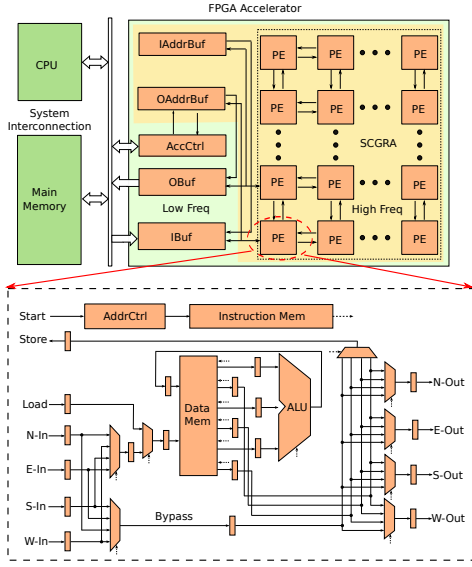 FPGA Accelerator
CPU
System
Interconnection
Main
Memory
IAddrBuf
OAddrBuf
AccCtrl
OBuf
Low Freq
IBuf
PE
PE
PE
PE
PE
PE
SCGRA
PE
PE
PE
High Freq
PE
PE
PE
Start
AddrCtrl
Instruction Mem
Store
Load
N-In
E-In
S-In
W-In
Data
Mem
ALU
Bypass
N-Out
E-Out
S-Out
W-Out